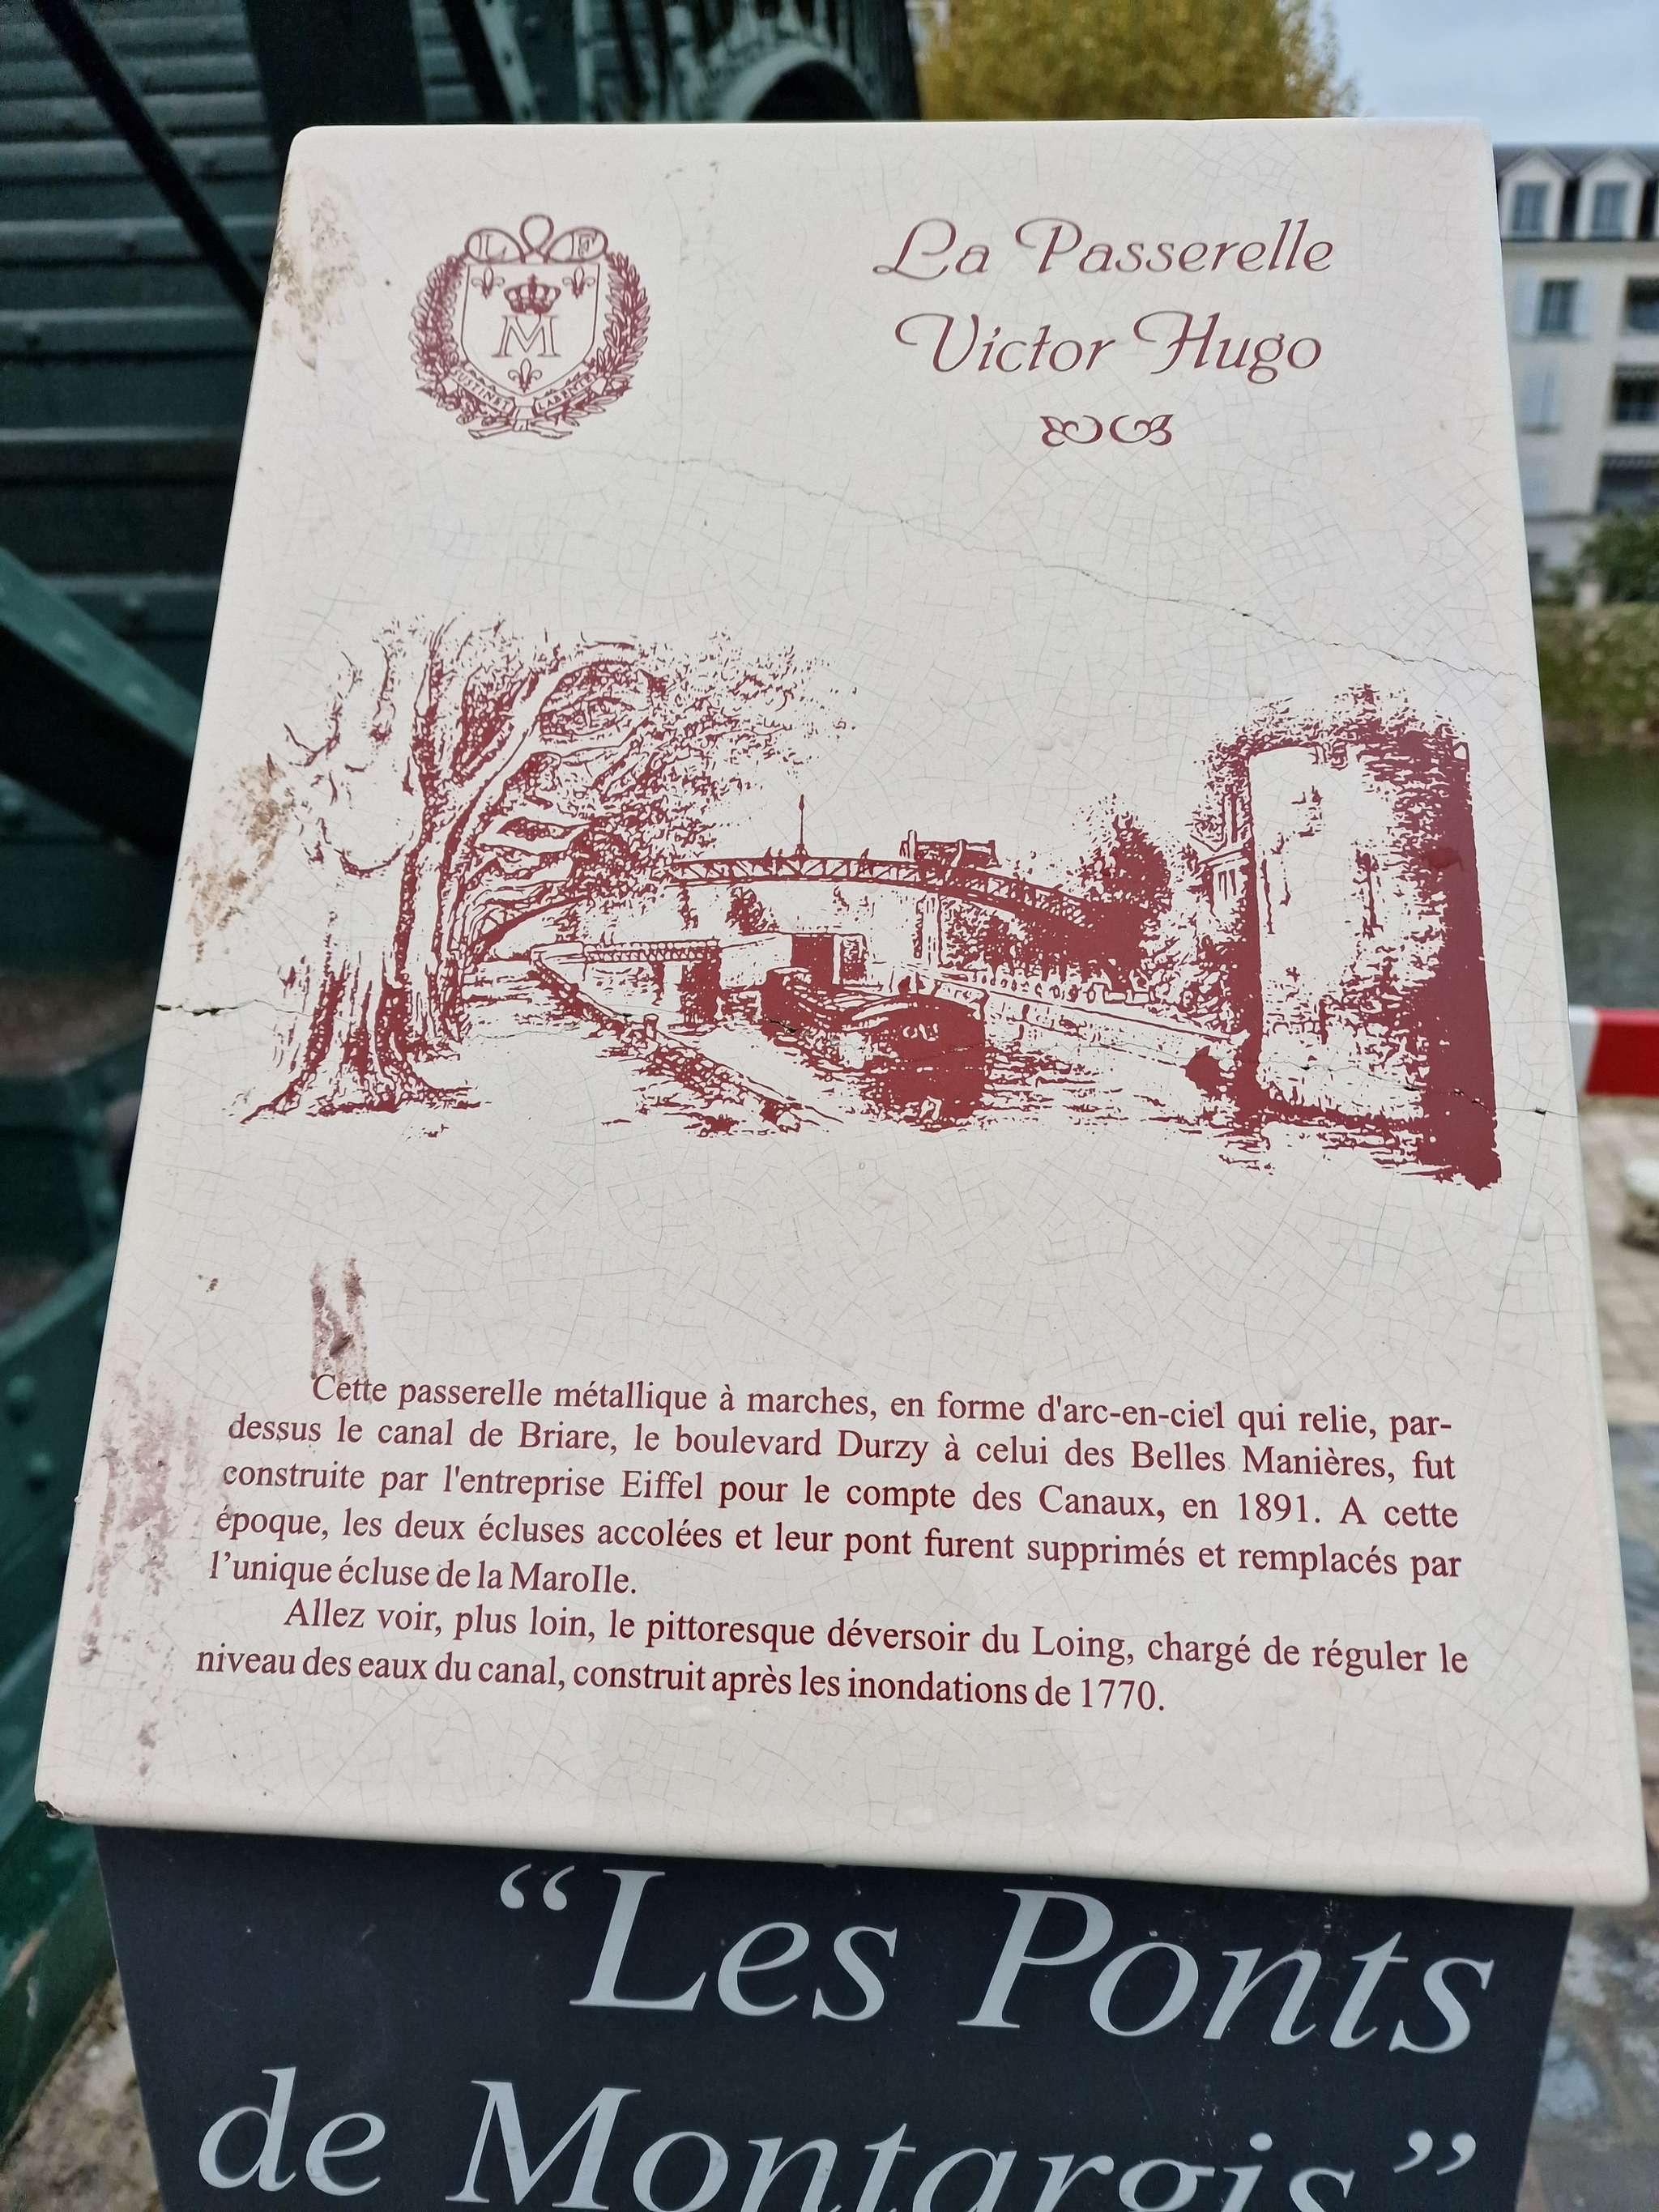 L F
M
La Passerelle
Victor Hugo
OU
Cette passerelle métallique à marches, en forme d'arc-en-ciel qui relie, par-
dessus le canal de Briare, le boulevard Durzy à celui des Belles Manières, fut
construite par l'entreprise Eiffel pour le compte des Canaux, en 1891. A cette
époque, les deux écluses accolées et leur pont furent supprimés et remplacés par
l’unique écluse de la MaroIle.
Allez voir, plus loin, le pittoresque déversoir du Loing, chargé de réguler le
niveau des eaux du canal, construit après les inondations de 1770.
“Les Ponts
de Montargis”